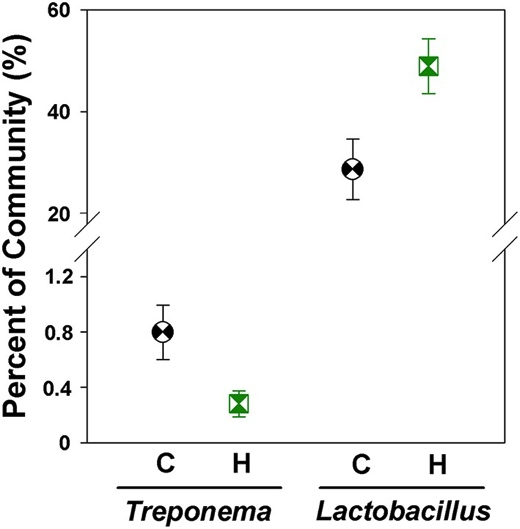 Percent of Community (%)
60
40
20
1.2
0.8
0.4
0
C H C H
Treponema Lactobacillus